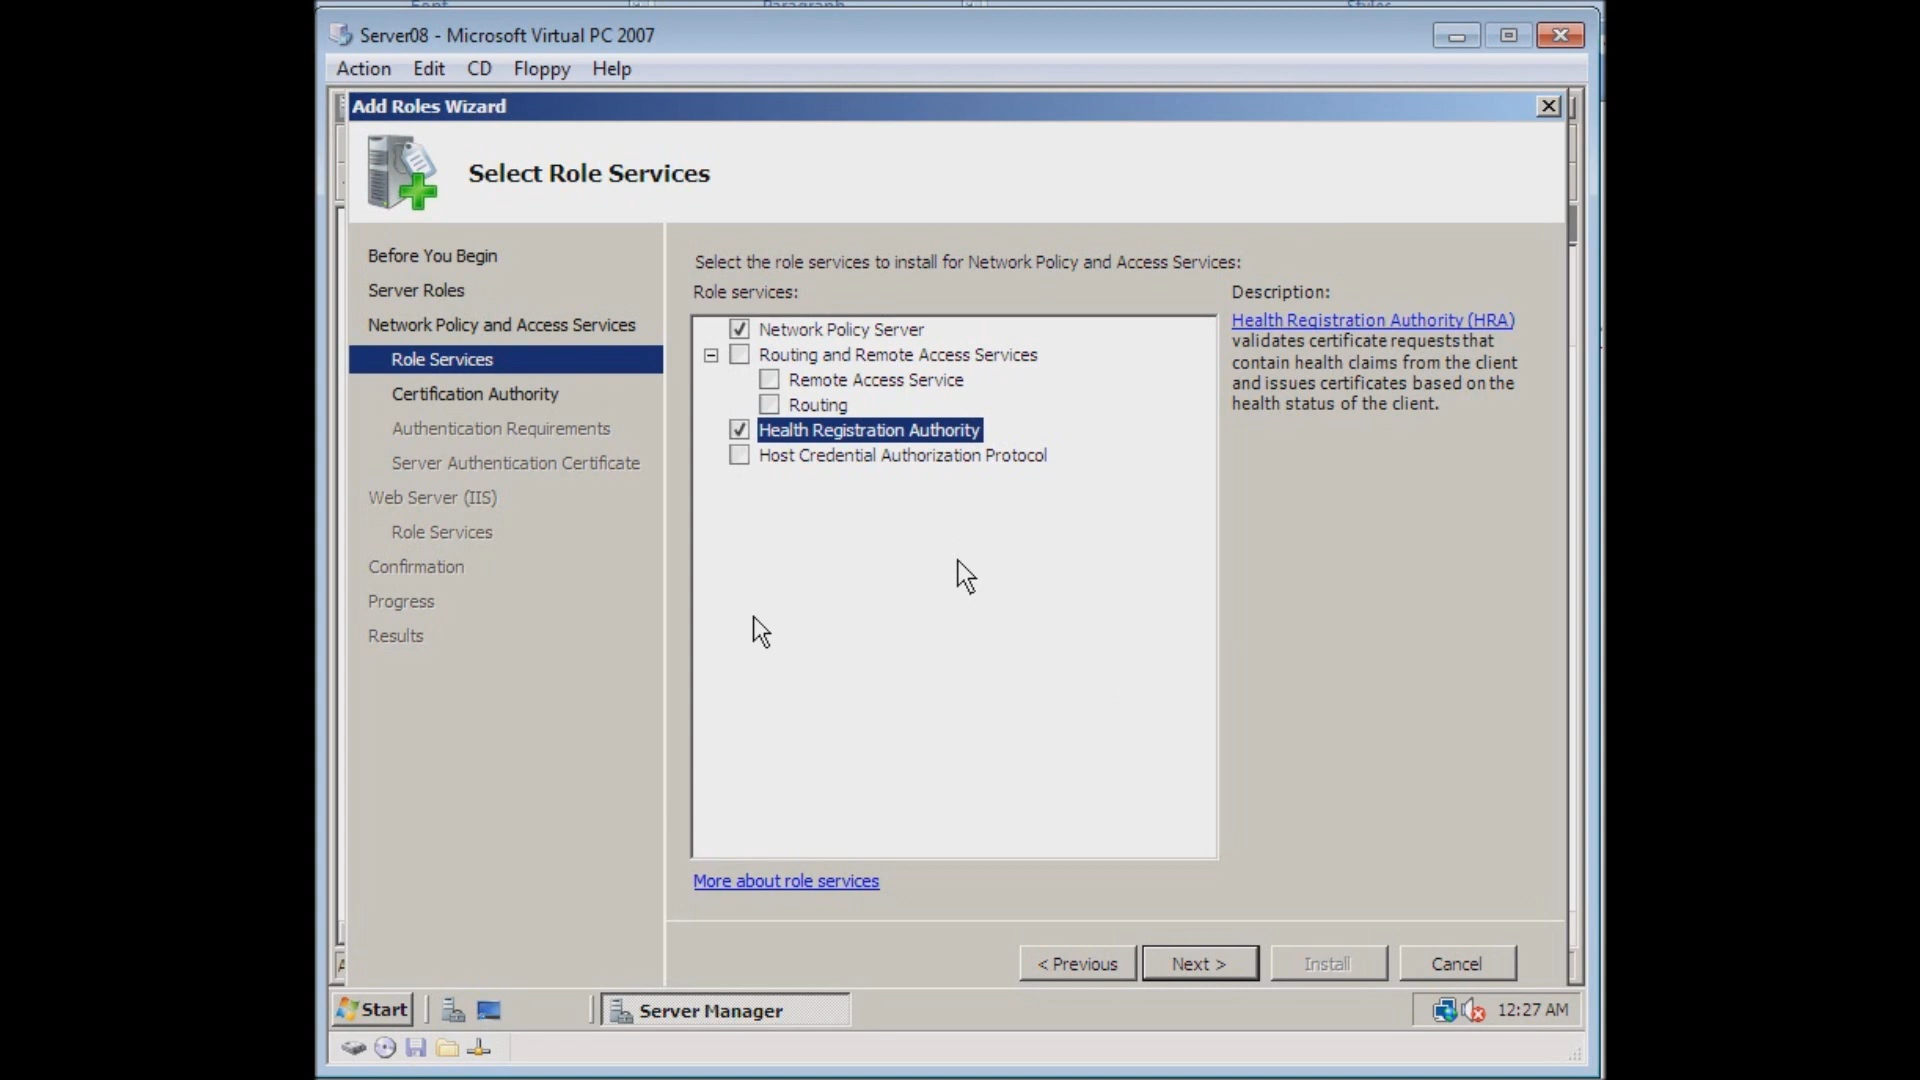 Font Paragraph Styles
Server08 - Microsoft Virtual PC 2007
Action Edit CD Floppy Help
Add Roles Wizard
Select Role Services
Before You Begin
Server Roles
Network Policy and Access Services
Role Services
Certification Authority
Authentication Requirements
Server Authentication Certificate
Web Server (IIS)
Role Services
Confirmation
Progress
Results
Select the role services to install for Network Policy and Access Services:
Role services:
Network Policy Server
Routing and Remote Access Services
Remote Access Service
Routing
Health Registration Authority
Host Credential Authorization Protocol
More about role services
Description:
Health Registration Authority (HRA)
validates certificate requests that
contain health claims from the client
and issues certificates based on the
health status of the client.
< Previous Next > Install Cancel
Start Server Manager 12:27 AM